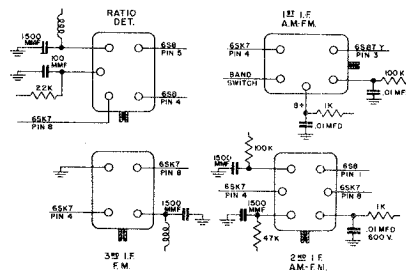 RATIO
DET.
1500
MMF
6S8
PIN 5
100
MMF
22K
6S8
PIN 4
6SK7
PIN 8
1ST I.F.
A.M-F.M.
6SK7
PIN 4
6SB7Y
PIN 3
BAND
SWITCH
100K
.01 MF
B+
1K
.01 MFD
6SK7
PIN 8
6SK7
PIN 4
1500
MMF
3RD I.F.
F.M.
100K
1500
MMF
6S8
PIN 1
6SK7
PIN 4
6SK7
PIN 8
1500
MMF
47K
1K
.01 MFD
600 V.
2ND I.F.
A.M-F.M.